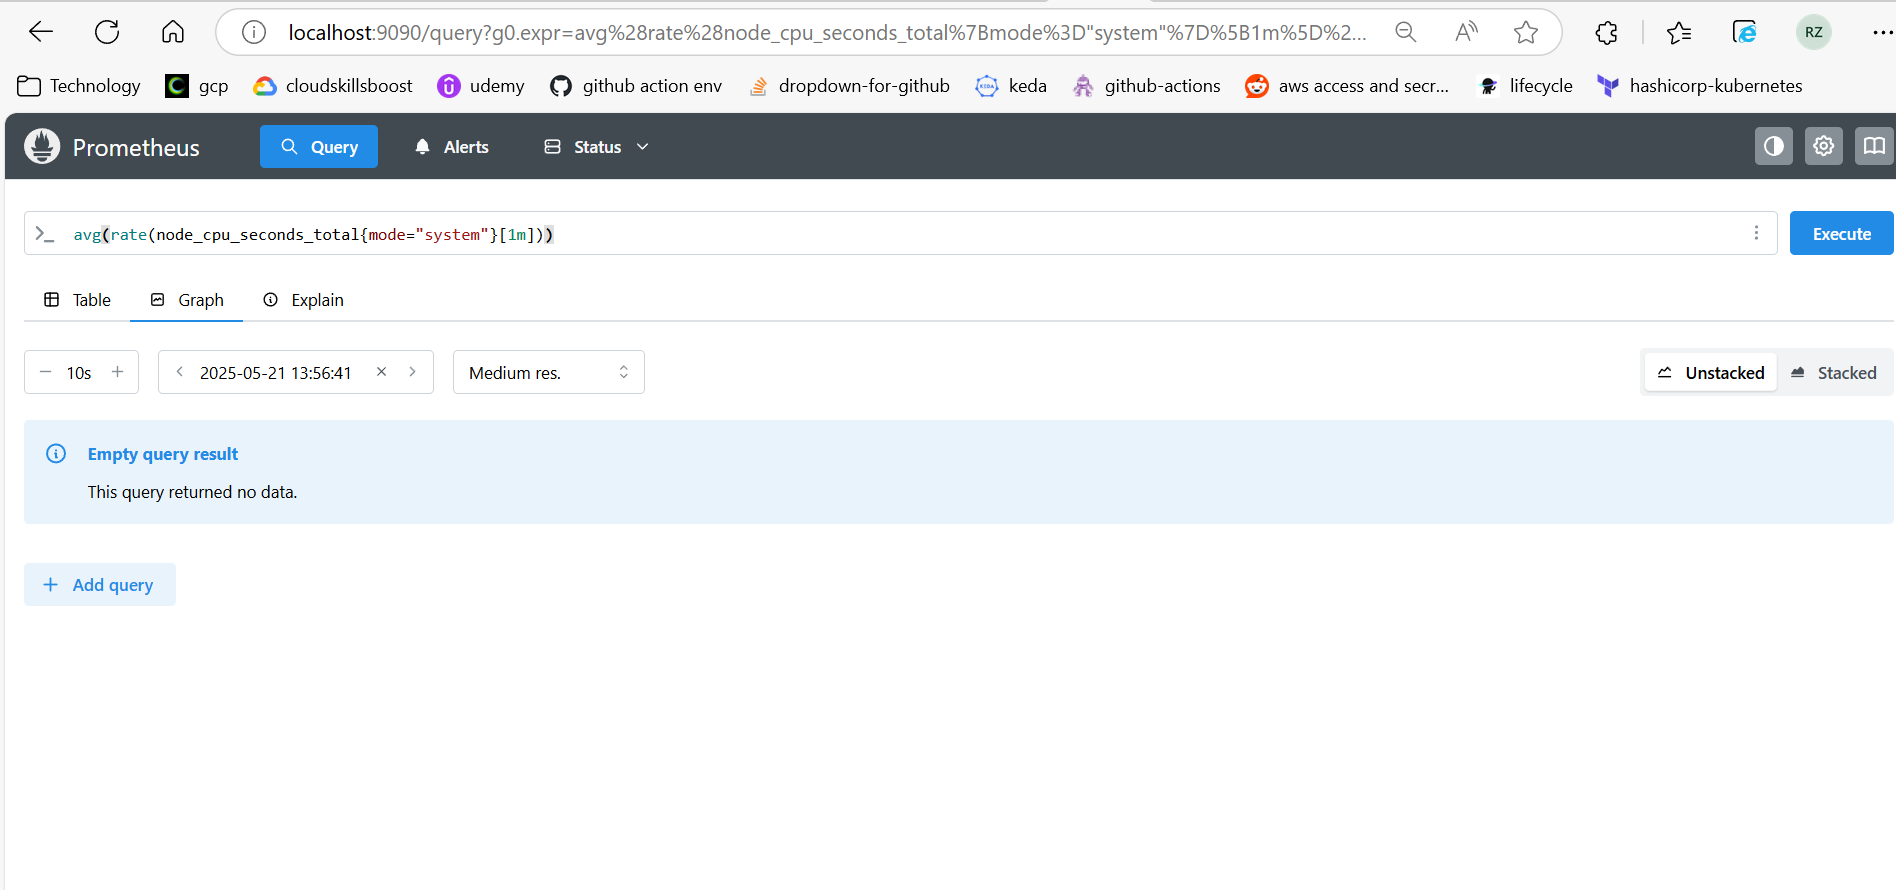 localhost:9090/query?g0.expr=avg%28rate%28node_cpu_seconds_total%7Bmode%3D"system"%7D%5B1m%5D%2...
RZ
Technology gcp cloudskillsboost udemy github action env dropdown-for-github keda github-actions aws access and secr... lifecycle hashicorp-kubernetes
Prometheus Query Alerts Status
>_ avg(rate(node_cpu_seconds_total{mode="system"}[1m])) Execute
Table Graph Explain
− 10s + < 2025-05-21 13:56:41 × > Medium res. Unstacked Stacked
Empty query result
This query returned no data.
+ Add query